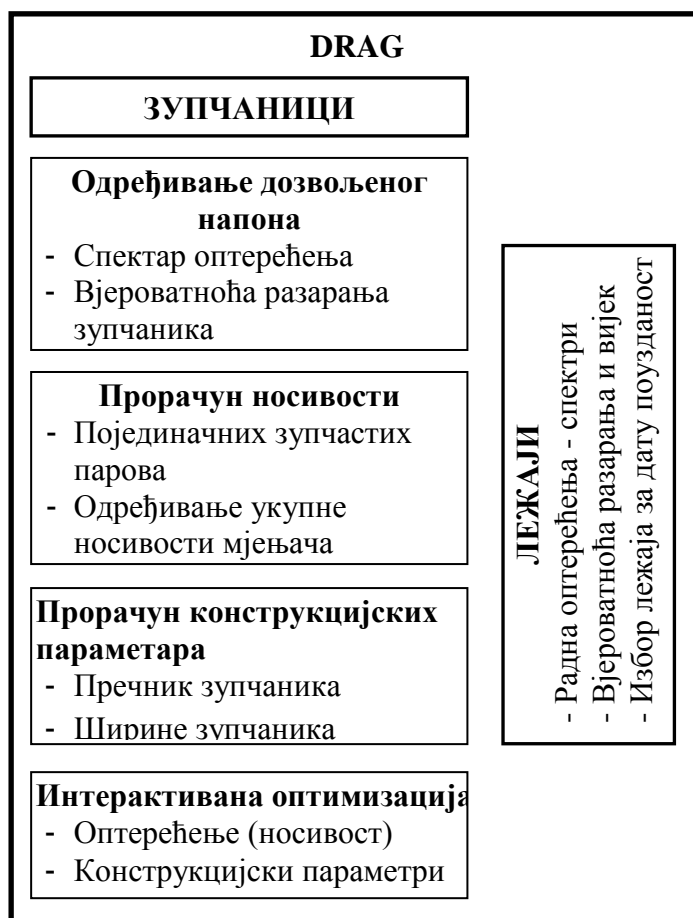 DRAG
ЗУПЧАНИЦИ
Одређивање дозвољеног
напона
- Спектар оптерећења
- Вјероватноћа разарања
зупчаника
Прорачун носивости
- Појединачних зупчастих
парова
- Одређивање укупне
носивости мјењача
Прорачун конструкцијских
параметара
- Пречник зупчаника
- Ширине зупчаника
Интерактивана оптимизација
- Оптерећење (носивост)
- Конструкцијски параметри
ЛЕЖАЈИ
- Радна оптерећења - спектри
- Вјероватноћа разарања и вијек
- Избор лежаја за дату поузданост